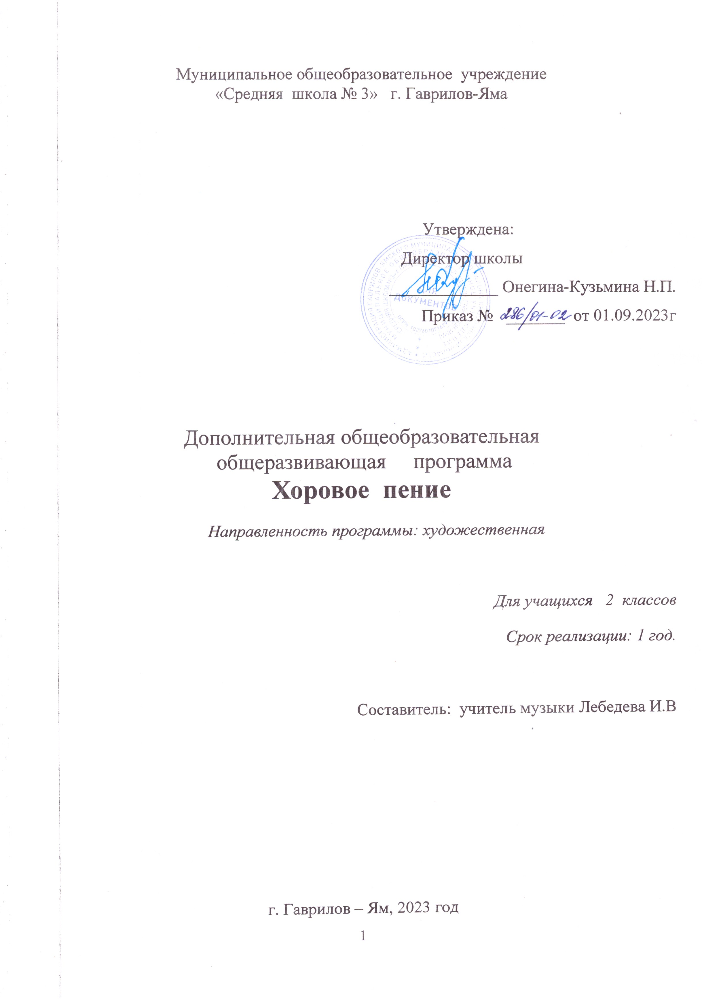 Муниципальное общеобразовательное учреждение
«Средняя школа № 3» г. Гаврилов-Яма
Утверждена:
Директор школы
Онегина-Кузьмина Н.П.
ДОКУМЕНТОВ
Приказ № 286/01-02 от 01.09.2023г
Дополнительная общеобразовательная
общеразвивающая программа
Хоровое пение
Направленность программы: художественная
Для учащихся 2 классов
Срок реализации: 1 год.
Составитель: учитель музыки Лебедева И.В
г. Гаврилов – Ям, 2023 год
1